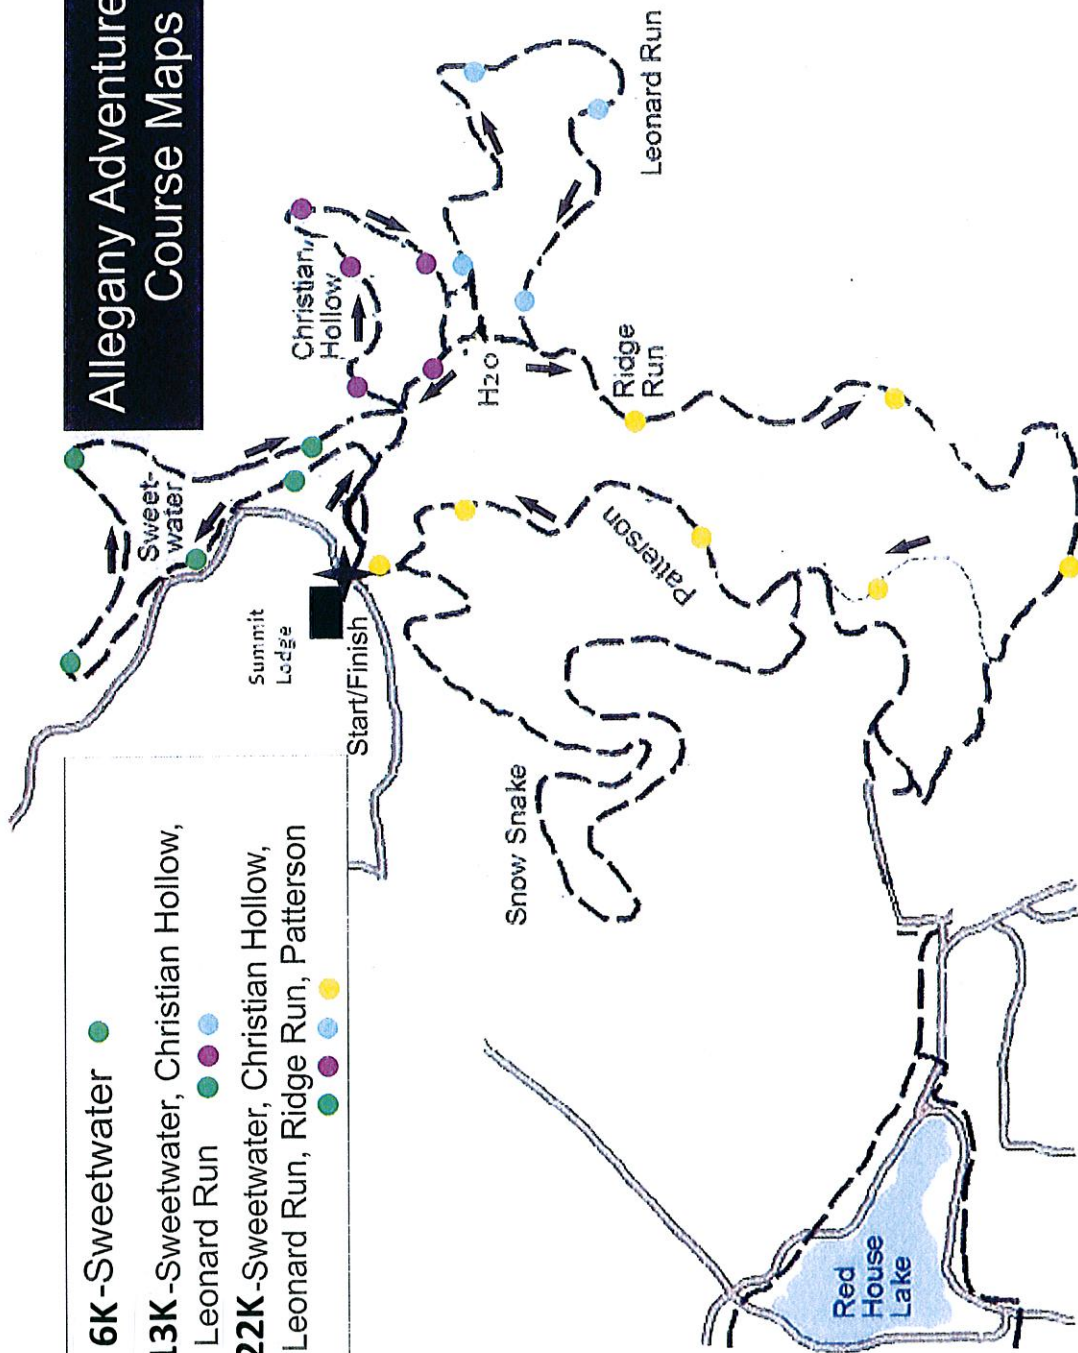 Allegany Adventure
Course Maps
6K-Sweetwater
13K-Sweetwater, Christian Hollow,
Leonard Run
22K-Sweetwater, Christian Hollow,
Leonard Run, Ridge Run, Patterson
Sweet-
water
Summit
Lodge
Start/Finish
Christian
Hollow
H2O
Leonard Run
Ridge
Run
Patterson
Snow Snake
Red
House
Lake